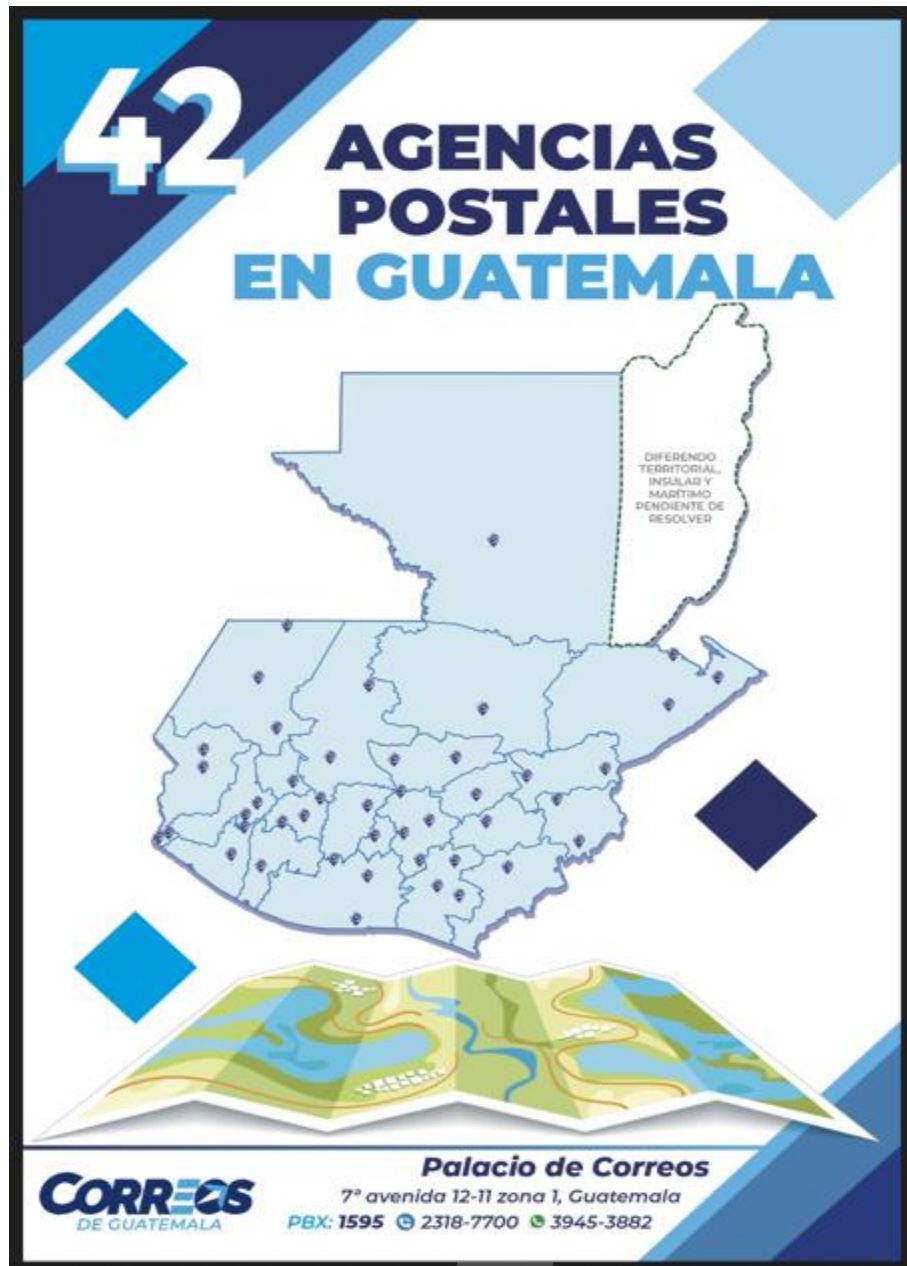 42
AGENCIAS
POSTALES
EN GUATEMALA
DIFERENDO
TERRITORIAL,
INSULAR Y
MARÍTIMO
PENDIENTE DE
RESOLVER
CORREOS
DE GUATEMALA
Palacio de Correos
7ª avenida 12-11 zona 1, Guatemala
PBX: 1595 2318-7700 3945-3882